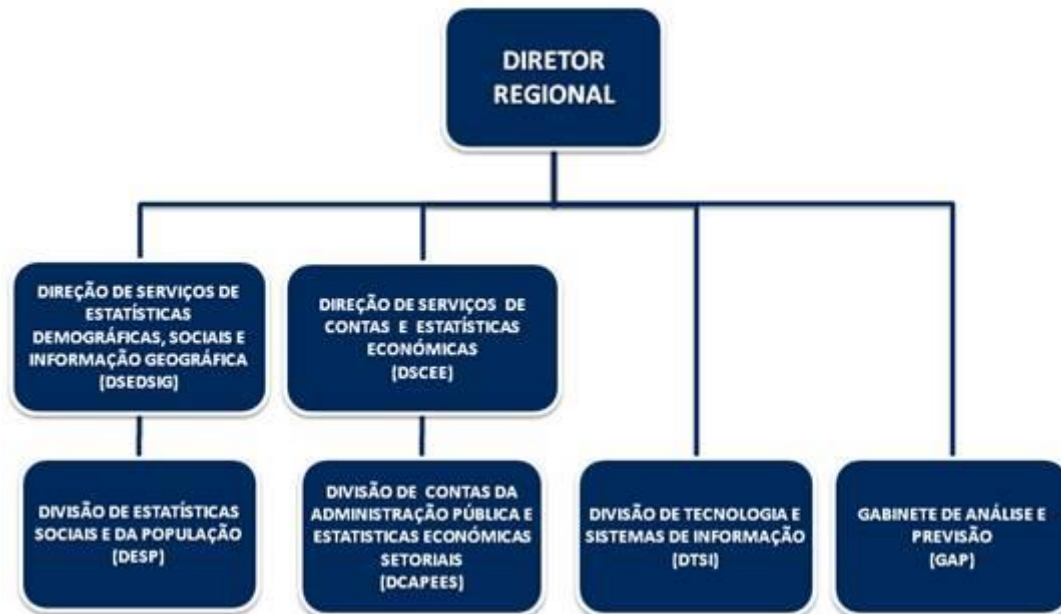 DIRETOR
REGIONAL
DIREÇÃO DE SERVIÇOS DE
ESTATÍSTICAS
DEMOGRÁFICAS, SOCIAIS E
INFORMAÇÃO GEOGRÁFICA
(DSEDSIG)
DIREÇÃO DE SERVIÇOS DE
CONTAS E ESTATÍSTICAS
ECONÓMICAS
(DSCEE)
DIVISÃO DE ESTATÍSTICAS
SOCIAIS E DA POPULAÇÃO
(DESP)
DIVISÃO DE CONTAS DA
ADMINISTRAÇÃO PÚBLICA E
ESTATISTICAS ECONÓMICAS
SETORIAIS
(DCAPEES)
DIVISÃO DE TECNOLOGIA E
SISTEMAS DE INFORMAÇÃO
(DTSI)
GABINETE DE ANÁLISE E
PREVISÃO
(GAP)